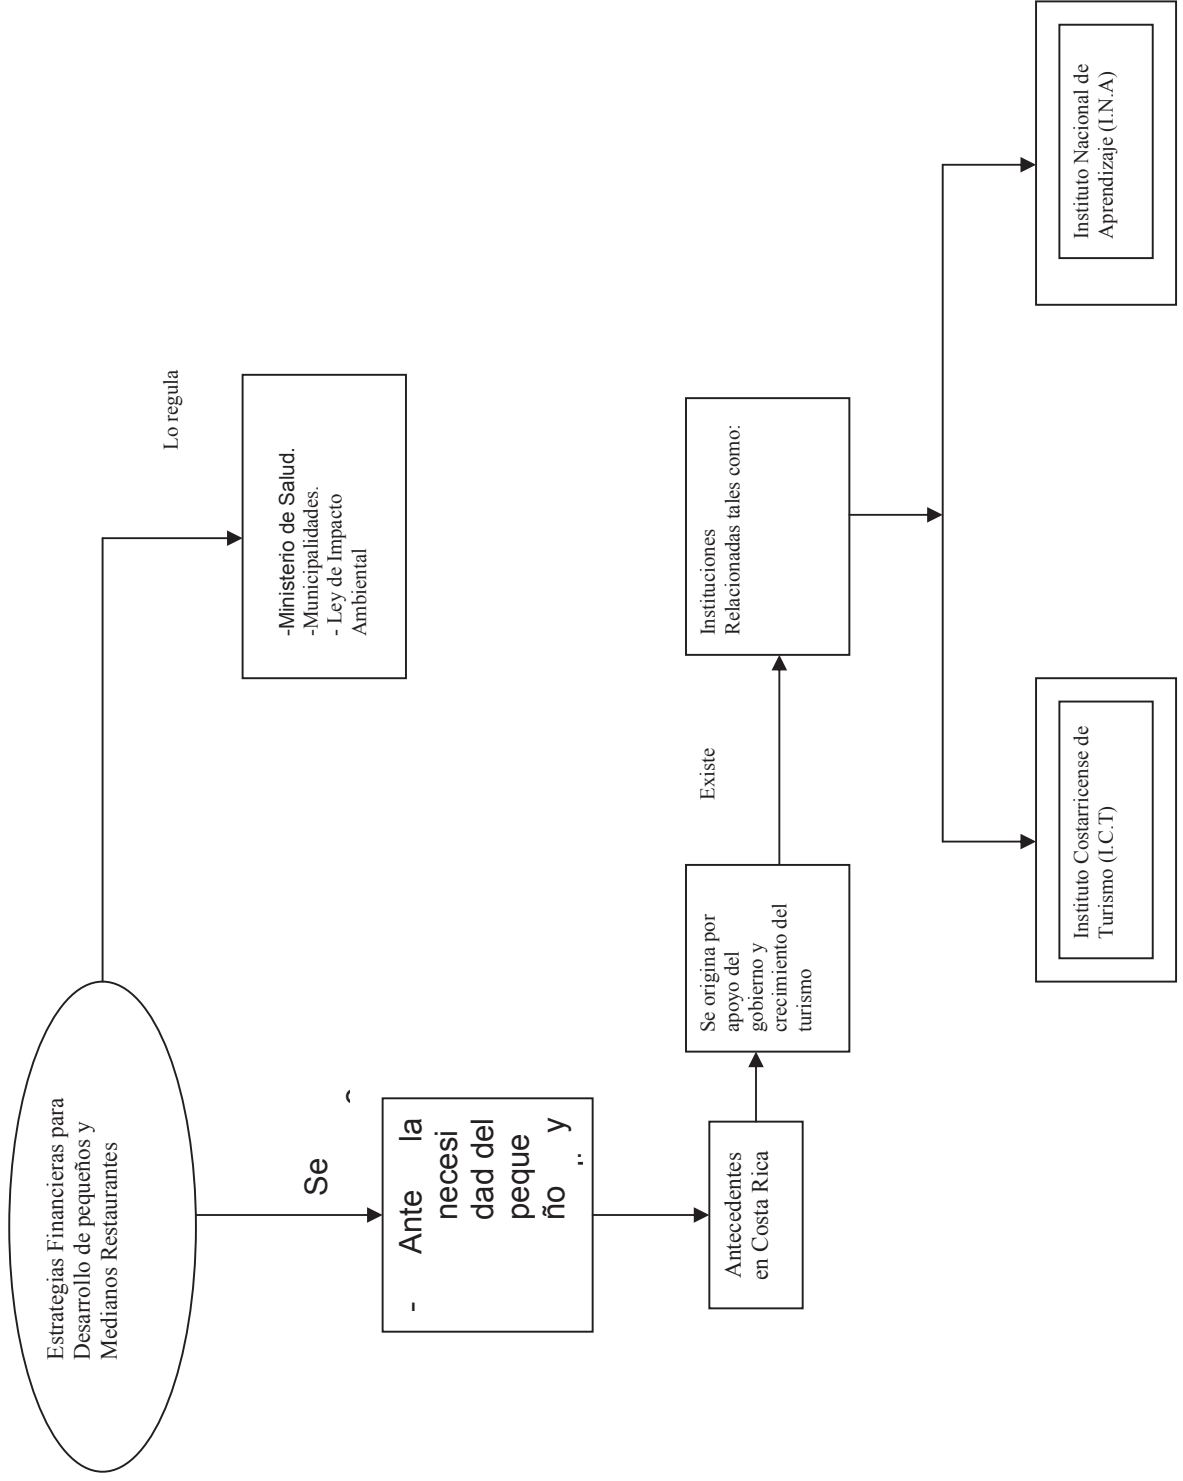 Estrategias Financieras para
Desarrollo de pequeños y
Medianos Restaurantes
Lo regula
-Ministerio de Salud.
-Municipalidades.
- Ley de Impacto
Ambiental
Se
- Ante la
necesi
dad del
peque
ño y
Antecedentes
en Costa Rica
Se origina por
apoyo del
gobierno y
crecimiento del
turismo
Existe
Instituciones
Relacionadas tales como:
Instituto Costarricense de
Turismo (I.C.T)
Instituto Nacional de
Aprendizaje (I.N.A)